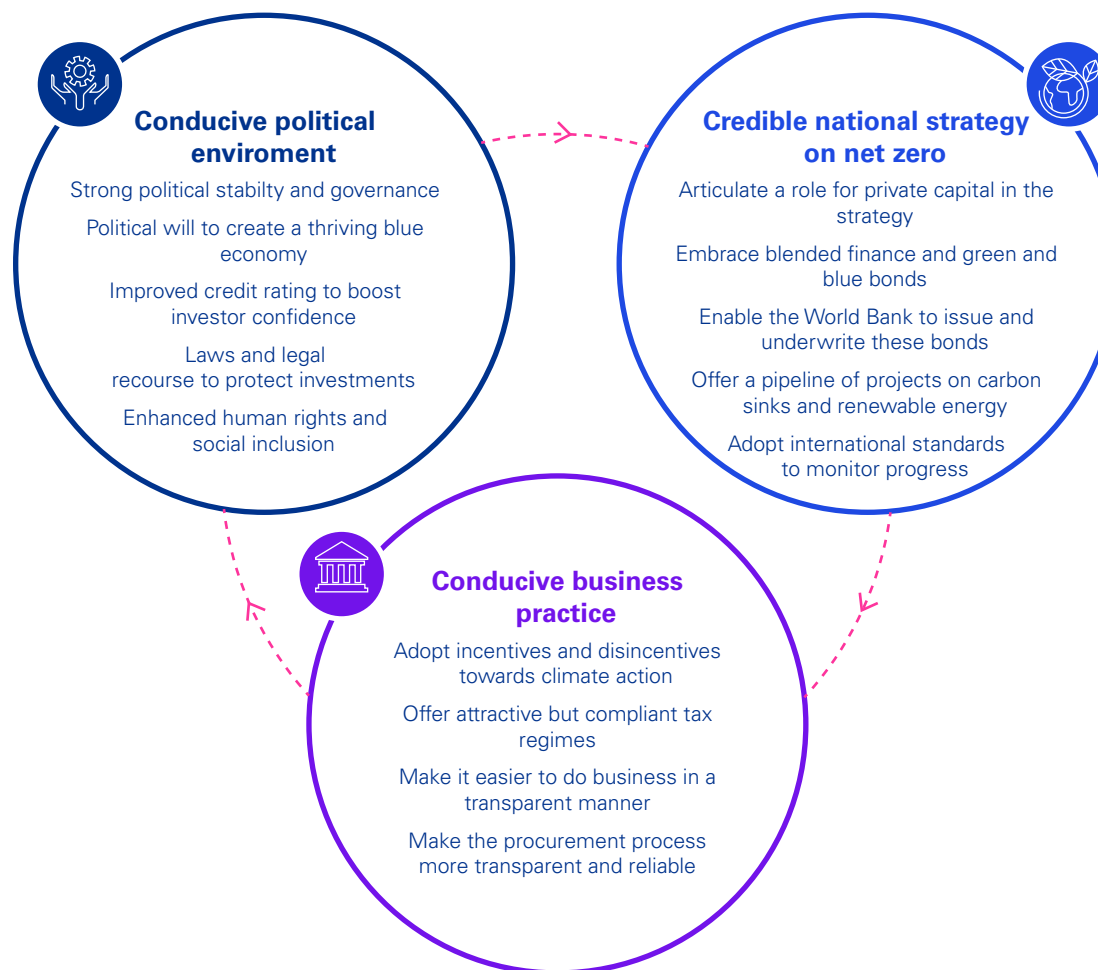 Conducive political
enviroment
Strong political stabilty and governance
Political will to create a thriving blue
economy
Improved credit rating to boost
investor confidence
Laws and legal
recourse to protect investments
Enhanced human rights and
social inclusion
Credible national strategy
on net zero
Articulate a role for private capital in the
strategy
Embrace blended finance and green and
blue bonds
Enable the World Bank to issue and
underwrite these bonds
Offer a pipeline of projects on carbon
sinks and renewable energy
Adopt international standards
to monitor progress
Conducive business
practice
Adopt incentives and disincentives
towards climate action
Offer attractive but compliant tax
regimes
Make it easier to do business in a
transparent manner
Make the procurement process
more transparent and reliable